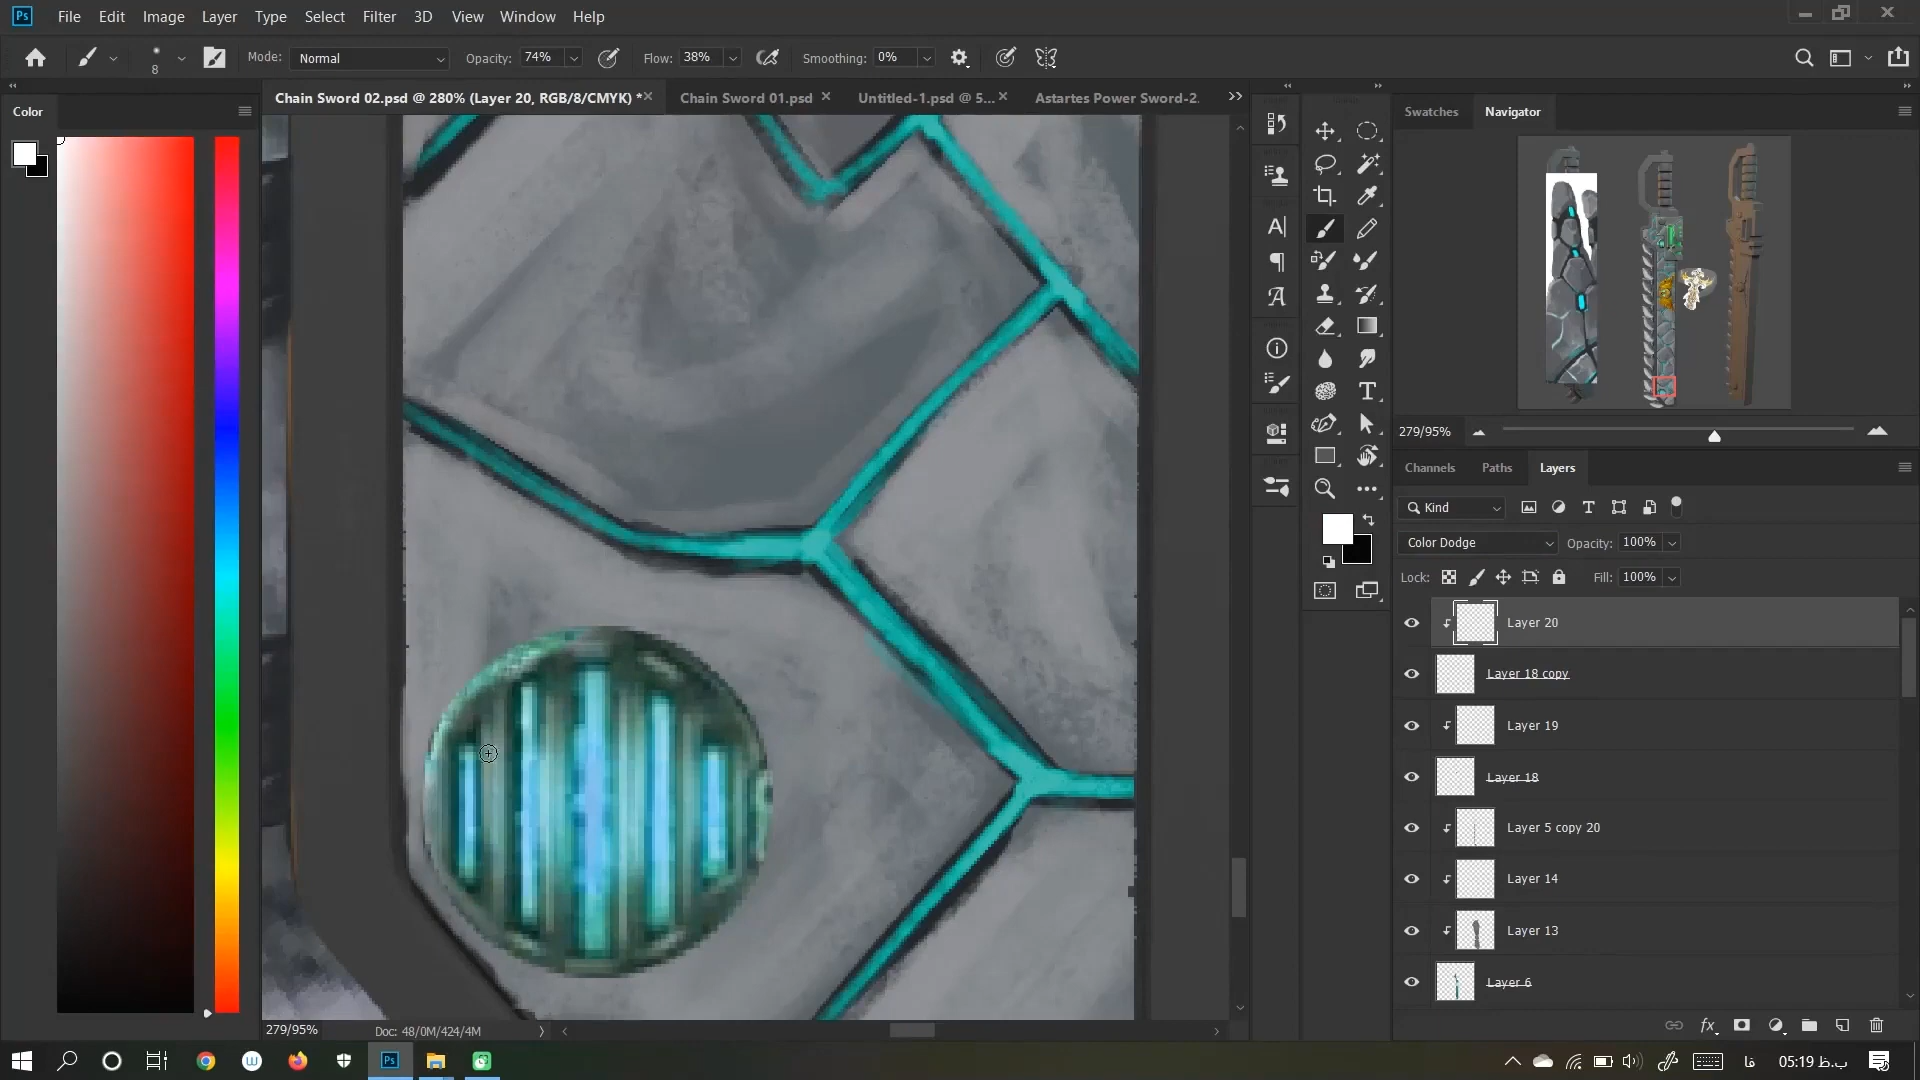 File Edit Image Layer Type Select Filter 3D View Window Help
8 Mode: Normal Opacity: 74% Flow: 38% Smoothing: 0%
Chain Sword 02.psd @ 280% (Layer 20, RGB/8/CMYK) * Chain Sword 01.psd Untitled-1.psd @ 5... Astartes Power Sword-2.
Color
Swatches Navigator
279/95%
Channels Paths Layers
Kind
Color Dodge Opacity: 100%
Lock: Fill: 100%
Layer 20
Layer 18 copy
Layer 19
Layer 18
Layer 5 copy 20
Layer 14
Layer 13
Layer 6
fx
279/95% Doc: 48/0M/424/4M
Ps فا 05:19 ب.ظ